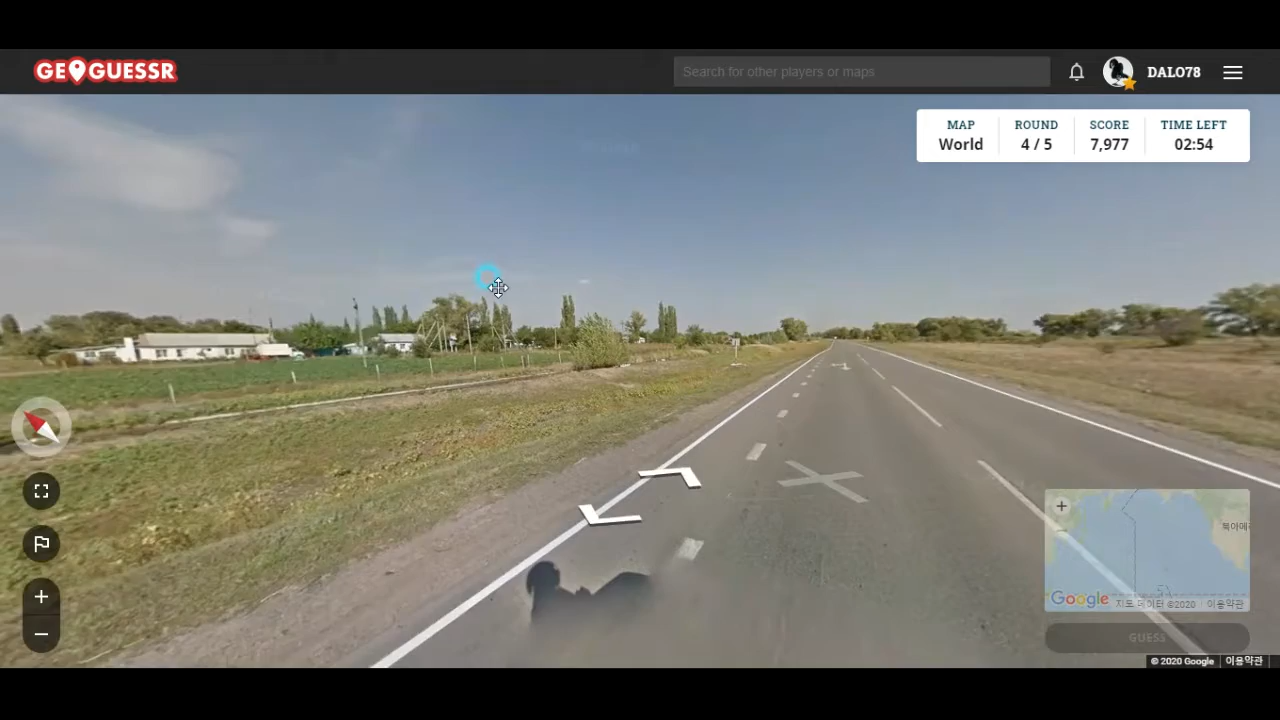 GEOGUESSR
Search for other players or maps
DALO78
MAP
World
ROUND
4 / 5
SCORE
7,977
TIME LEFT
02:54
Google
지도 데이터 ©2020
이용약관
GUESS
© 2020 Google
이용약관